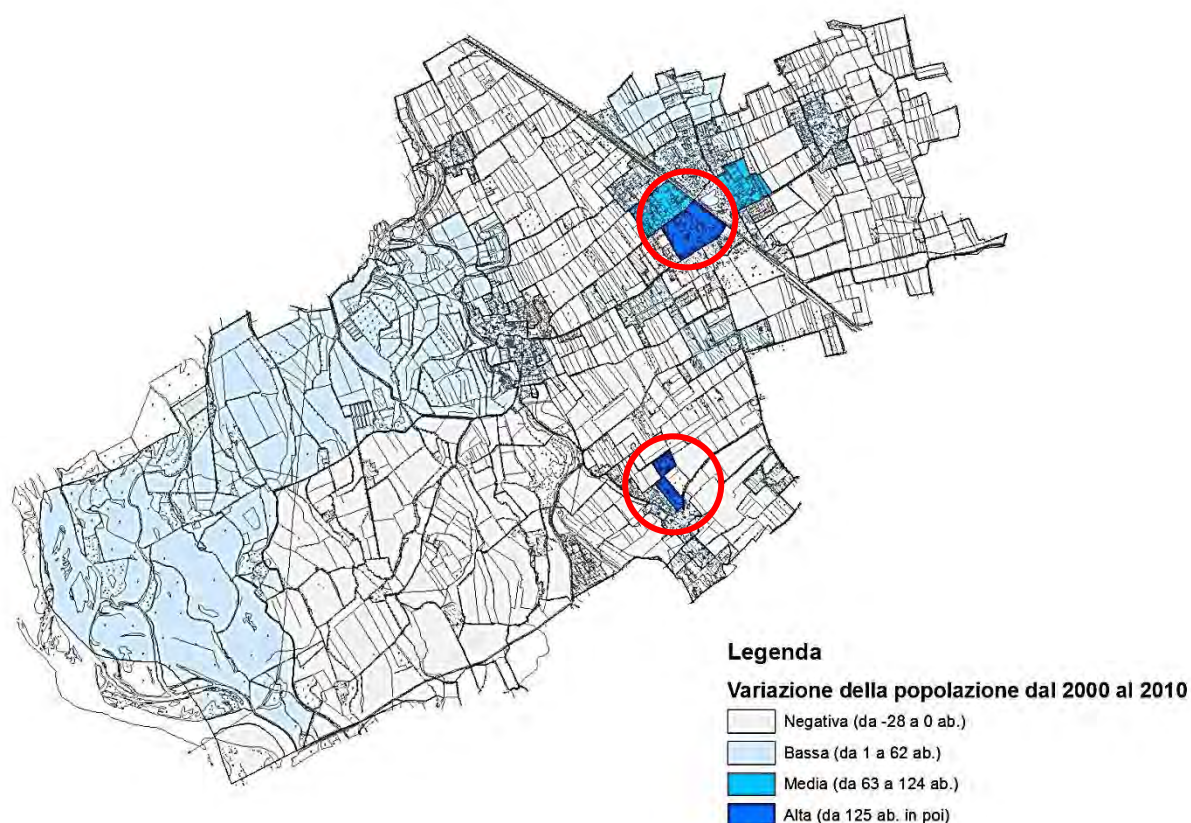 Legenda
Variazione della popolazione dal 2000 al 2010
Negativa (da -28 a 0 ab.)
Bassa (da 1 a 62 ab.)
Media (da 63 a 124 ab.)
Alta (da 125 ab. in poi)